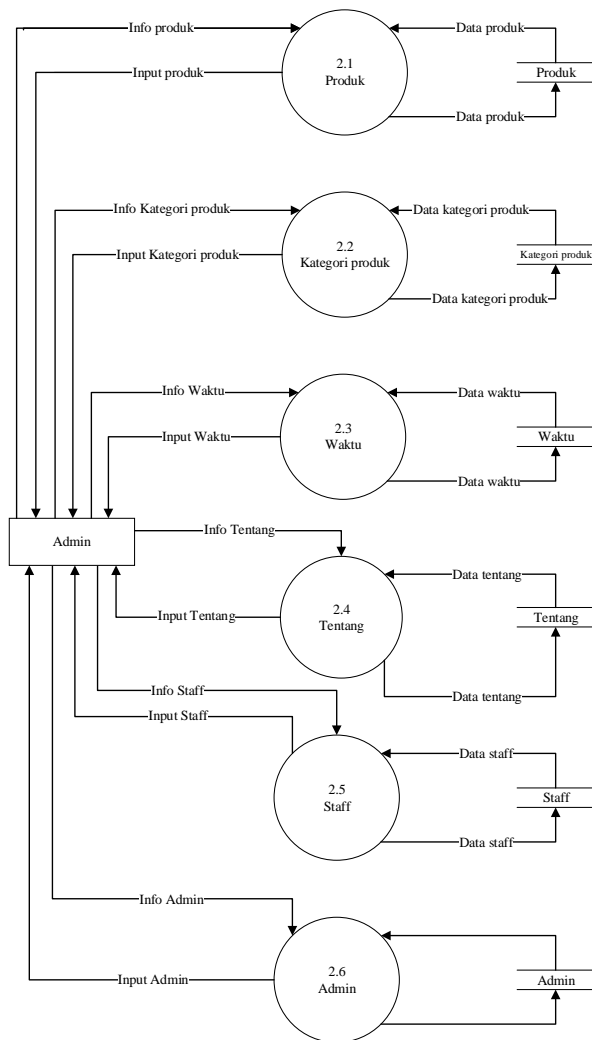 Info produk
Data produk
Input produk
2.1
Produk
Produk
Data produk
Info Kategori produk
Data kategori produk
Input Kategori produk
2.2
Kategori produk
Kategori produk
Data kategori produk
Info Waktu
Data waktu
Input Waktu
2.3
Waktu
Waktu
Data waktu
Admin
Info Tentang
Data tentang
Input Tentang
2.4
Tentang
Tentang
Info Staff
Data tentang
Input Staff
Data staff
2.5
Staff
Staff
Data staff
Info Admin
Input Admin
2.6
Admin
Admin